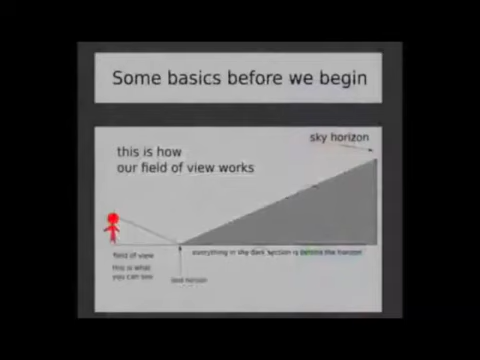 Some basics before we begin
sky horizon
this is how
our field of view works
everything in the dark section is behind the horizon
field of view
this is what
you can see
land horizon